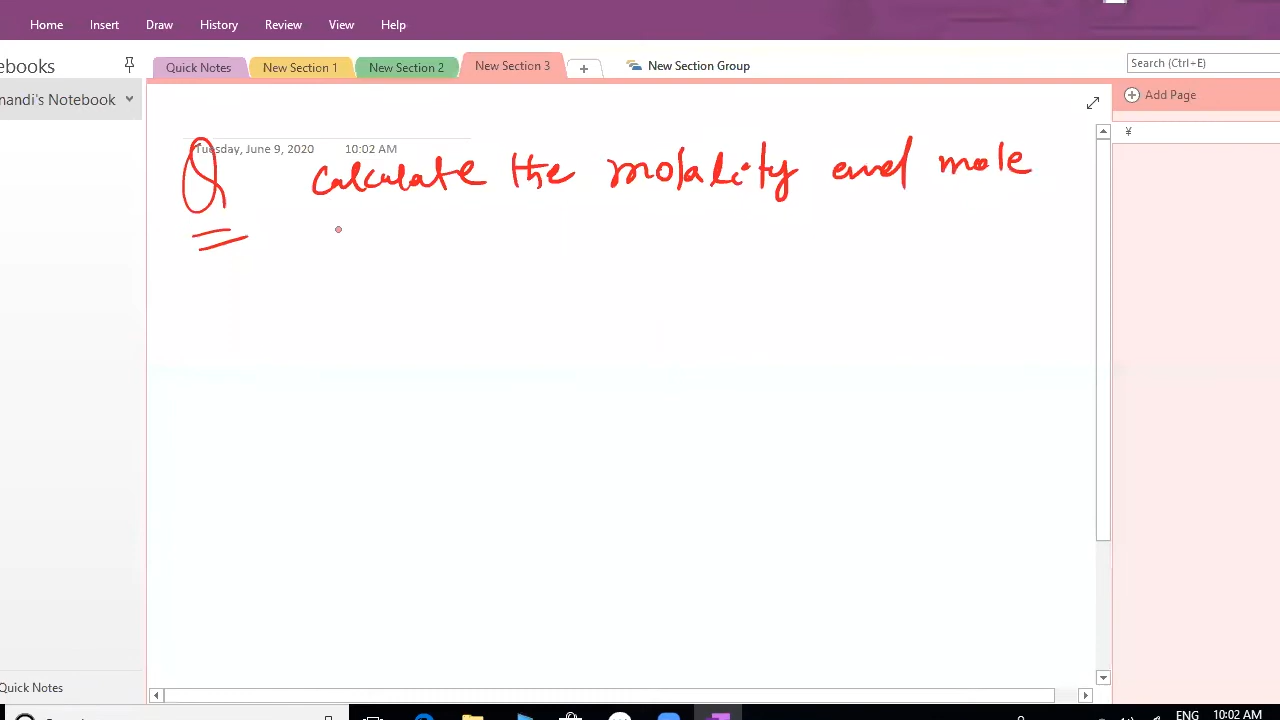 Home Insert Draw History Review View Help
ebooks
Quick Notes New Section 1 New Section 2 New Section 3 + New Section Group
Search (Ctrl+E)
nandi's Notebook
Add Page
¥
Tuesday, June 9, 2020 10:02 AM
Q calculate the molality and mole
Quick Notes
ENG 10:02 AM